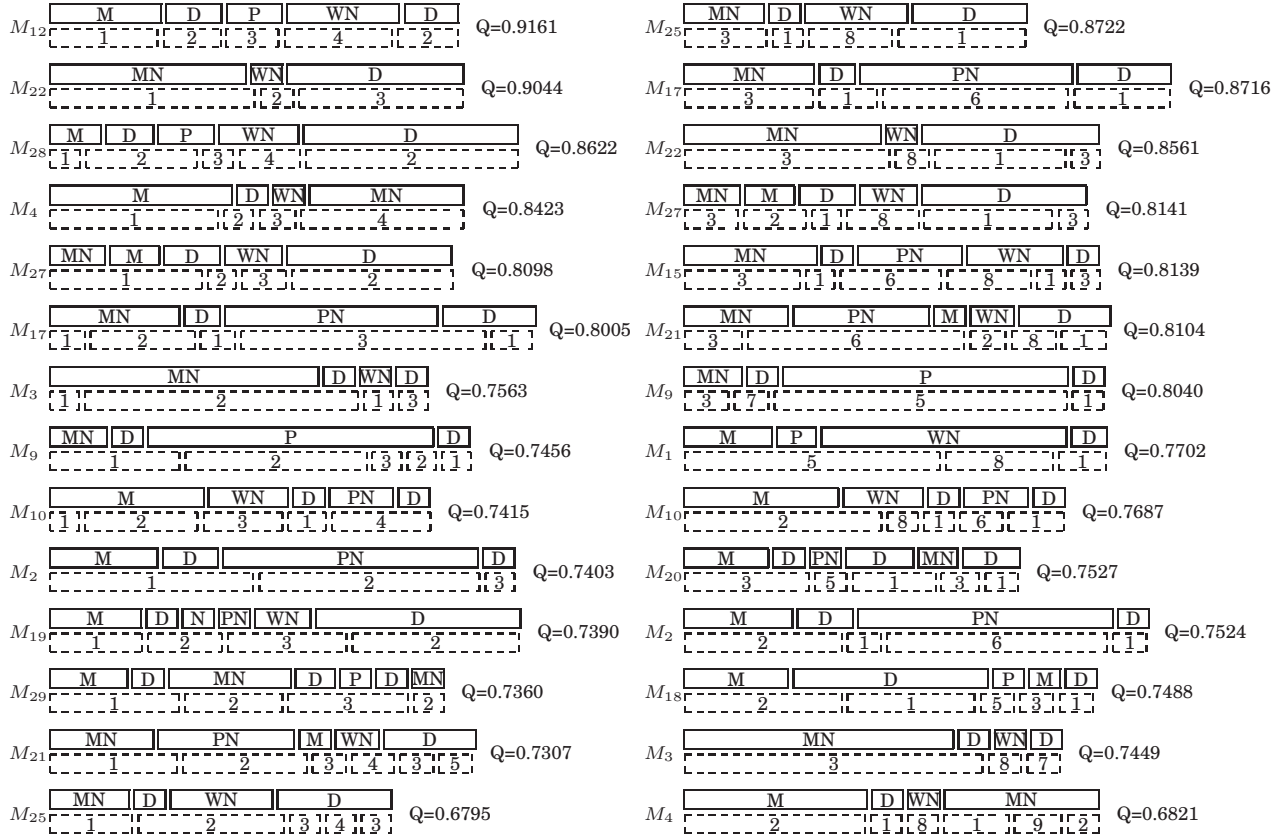 M D P WN D
M12 1 2 3 4 2 Q=0.9161
MN WN D
M22 1 2 3 Q=0.9044
M D P WN D
M28 1 2 3 4 2 Q=0.8622
M D WN MN
M4 1 2 3 4 Q=0.8423
MN M D WN D
M27 1 2 3 2 Q=0.8098
MN D PN D
M17 1 2 1 3 1 Q=0.8005
MN D WN D
M3 1 2 1 3 Q=0.7563
MN D P D
M9 1 2 3 2 1 Q=0.7456
M WN D PN D
M10 1 2 3 1 4 Q=0.7415
M D PN D
M2 1 2 3 Q=0.7403
M D N PN WN D
M19 1 2 3 2 Q=0.7390
M D MN D P D MN
M29 1 2 3 2 Q=0.7360
MN PN M WN D
M21 1 2 3 4 3 5 Q=0.7307
MN D WN D
M25 1 2 3 4 3 Q=0.6795
MN D WN D
M25 3 1 8 1 Q=0.8722
MN D PN D
M17 3 1 6 1 Q=0.8716
MN WN D
M22 3 8 1 3 Q=0.8561
MN M D WN D
M27 3 2 1 8 1 3 Q=0.8141
MN D PN WN D
M15 3 1 6 8 1 3 Q=0.8139
MN PN M WN D
M21 3 6 2 8 1 Q=0.8104
MN D P D
M9 3 7 5 1 Q=0.8040
M P WN D
M1 5 8 1 Q=0.7702
M WN D PN D
M10 2 8 1 6 1 Q=0.7687
M D PN D MN D
M20 3 5 1 3 1 Q=0.7527
M D PN D
M2 2 1 6 1 Q=0.7524
M D P M D
M18 2 1 5 3 1 Q=0.7488
MN D WN D
M3 3 8 7 Q=0.7449
M D WN MN
M4 2 1 8 1 9 2 Q=0.6821